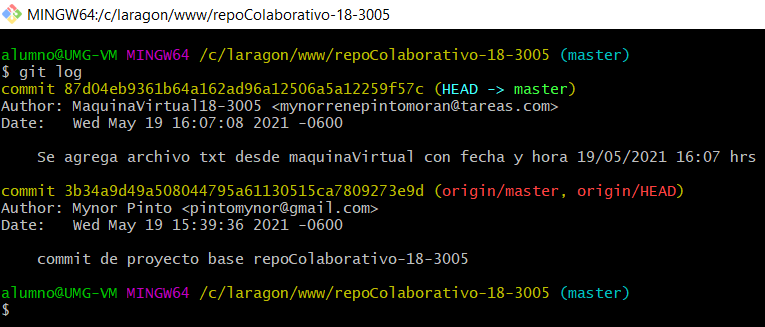 MINGW64:/c/laragon/www/repoColaborativo-18-3005
alumno@UMG-VM MINGW64 /c/laragon/www/repoColaborativo-18-3005 (master)
$ git log
commit 87d04eb9361b64a162ad96a12506a5a12259f57c (HEAD -> master)
Author: MaquinaVirtual18-3005 <mynorrenepintomoran@tareas.com>
Date:   Wed May 19 16:07:08 2021 -0600
    Se agrega archivo txt desde maquinaVirtual con fecha y hora 19/05/2021 16:07 hrs
commit 3b34a9d49a508044795a61130515ca7809273e9d (origin/master, origin/HEAD)
Author: Mynor Pinto <pintomynor@gmail.com>
Date:   Wed May 19 15:39:36 2021 -0600
    commit de proyecto base repoColaborativo-18-3005
alumno@UMG-VM MINGW64 /c/laragon/www/repoColaborativo-18-3005 (master)
$